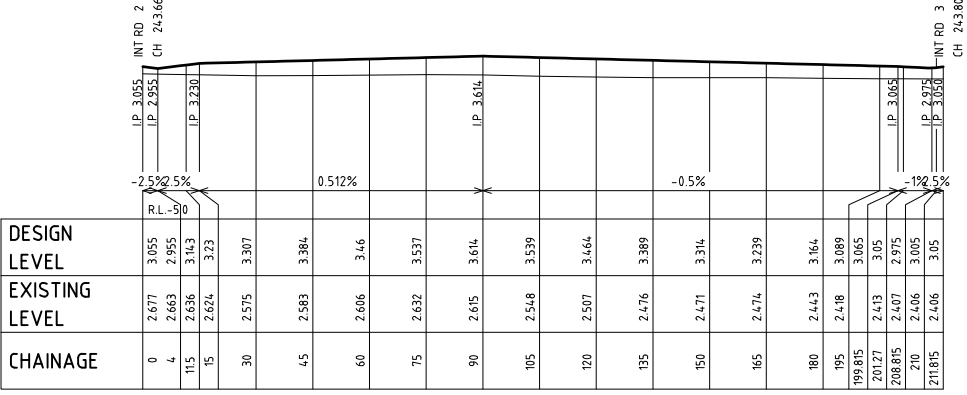 INT RD 2
CH 243.66
INT RD 3
CH 243.80
I.P 3.055
I.P 2.955
I.P 3.230
I.P 3.614
I.P 3.065
I.P 2.975
I.P 3.050
-2.5% 2.5% 0.512% -0.5% -1% 2.5%
R.L.-5.0
DESIGN LEVEL 3.055 2.955 3.143 3.23 3.307 3.384 3.46 3.537 3.614 3.539 3.464 3.389 3.314 3.239 3.164 3.089 3.065 3.05 2.975 3.005 3.05
EXISTING LEVEL 2.677 2.663 2.636 2.624 2.575 2.583 2.606 2.632 2.615 2.548 2.507 2.476 2.471 2.474 2.443 2.418 2.413 2.407 2.406 2.406
CHAINAGE 0 4 11.5 15 30 45 60 75 90 105 120 135 150 165 180 195 199.815 201.27 208.815 210 211.815